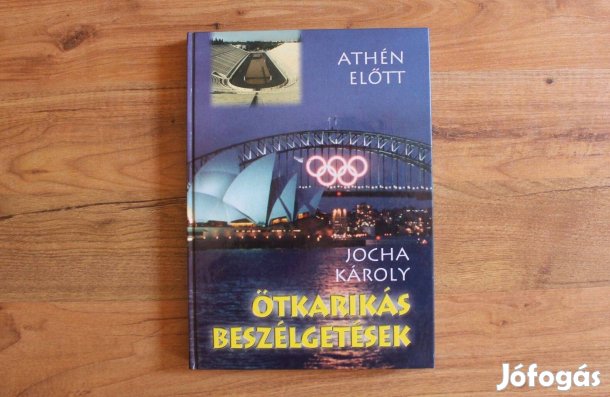 ATHÉN
ELŐTT
JOCHA
KÁROLY
ÖTKARIKÁS
BESZÉLGETÉSEK
Jófogás